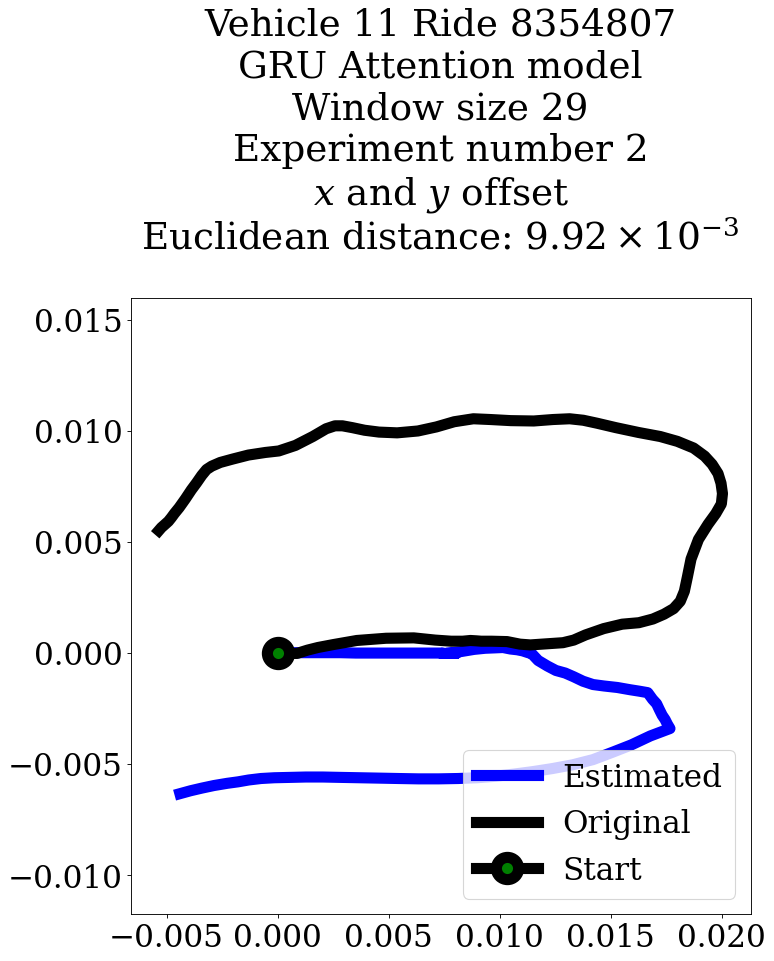 Vehicle 11 Ride 8354807
GRU Attention model
Window size 29
Experiment number 2
x and y offset
Euclidean distance: 9.92 × 10⁻³
0.015
0.010
0.005
0.000
−0.005
−0.010
Estimated
Original
Start
−0.005 0.000 0.005 0.010 0.015 0.020